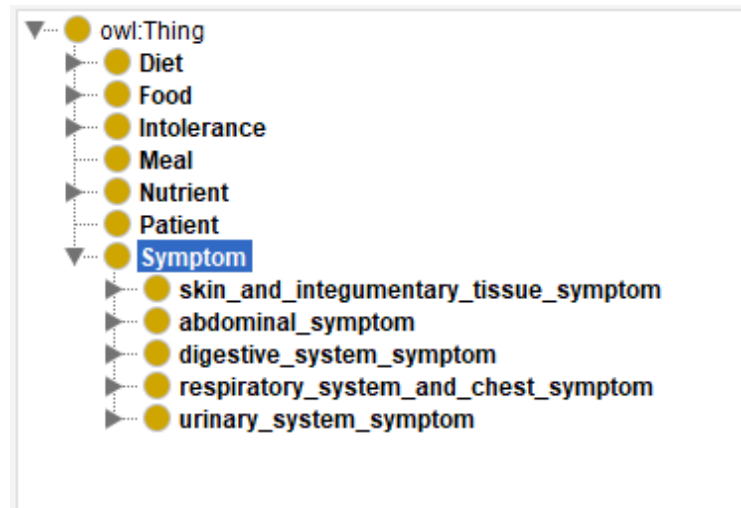 owl:Thing
Diet
Food
Intolerance
Meal
Nutrient
Patient
Symptom
skin_and_integumentary_tissue_symptom
abdominal_symptom
digestive_system_symptom
respiratory_system_and_chest_symptom
urinary_system_symptom